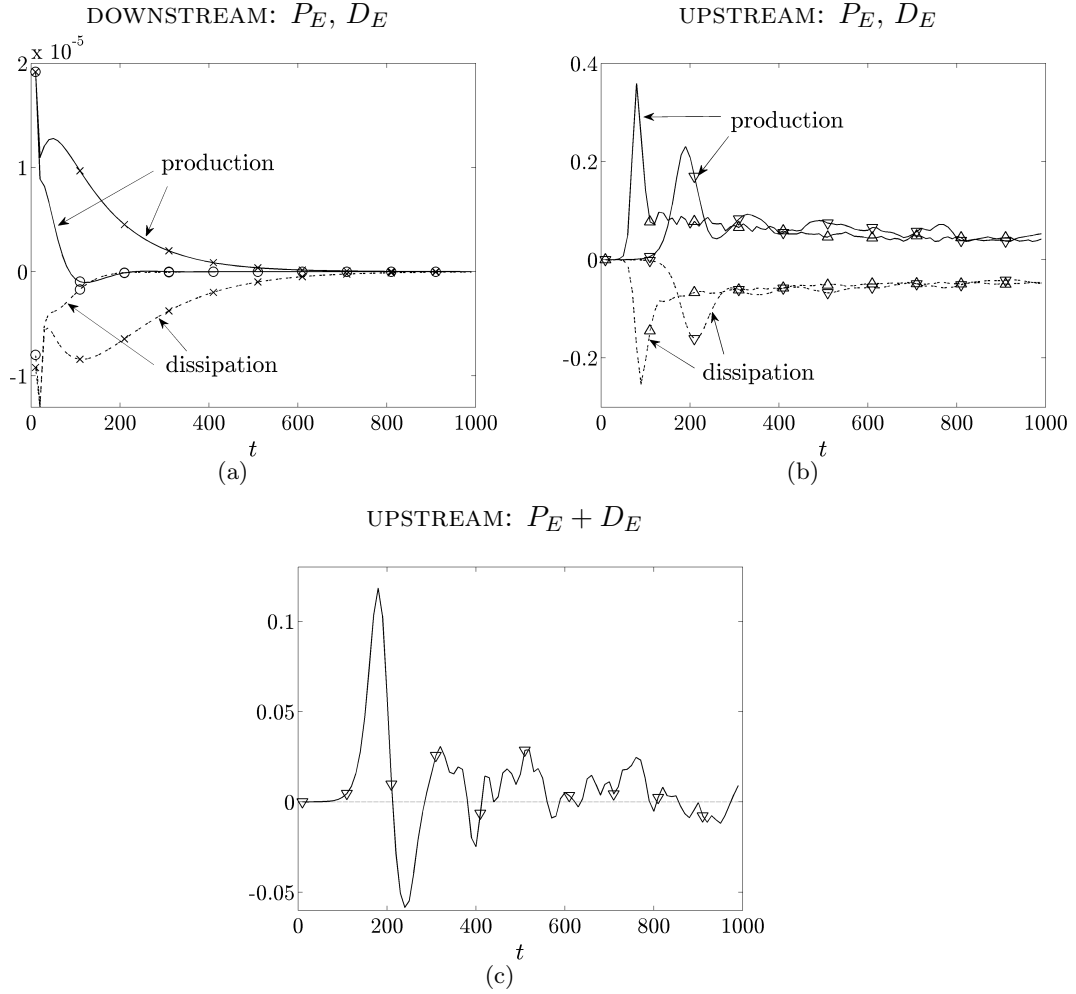 DOWNSTREAM: P_E, D_E
x 10^-5
2
1
0
-1
production
dissipation
0 200 400 600 800 1000
t
(a)
UPSTREAM: P_E, D_E
0.4
0.2
0
-0.2
production
dissipation
0 200 400 600 800 1000
t
(b)
UPSTREAM: P_E + D_E
0.1
0.05
0
-0.05
0 200 400 600 800 1000
t
(c)